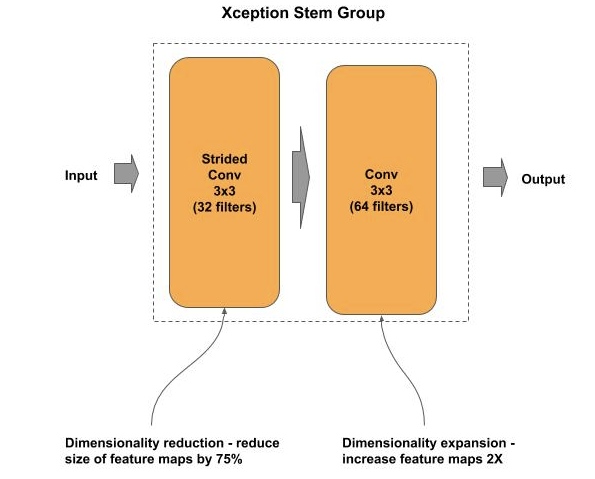 Xception Stem Group
Input
Strided
Conv
3x3
(32 filters)
Conv
3x3
(64 filters)
Output
Dimensionality reduction - reduce
size of feature maps by 75%
Dimensionality expansion -
increase feature maps 2X